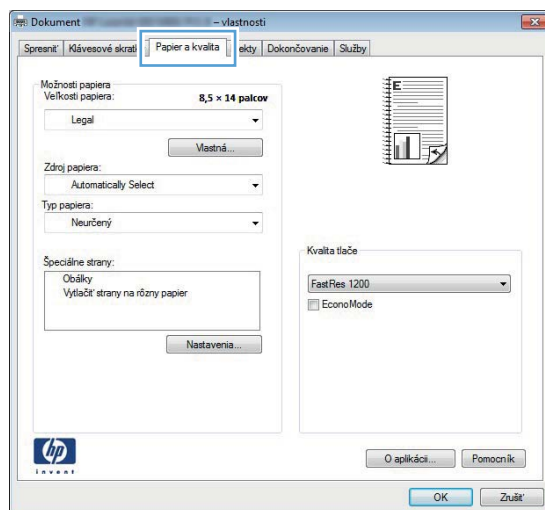 Dokument – vlastnosti
Spresniť Klávesové skratk Papier a kvalita ekty Dokončovanie Služby
Možnosti papiera
Veľkosti papiera: 8,5 × 14 palcov
Legal
Vlastná...
Zdroj papiera:
Automatically Select
Typ papiera:
Neurčený
Špeciálne strany:
Obálky
Vytlačiť strany na rôzny papier
Nastavenia...
E
Kvalita tlače
FastRes 1200
EconoMode
hp
invent
O aplikácii... Pomocník
OK Zrušiť